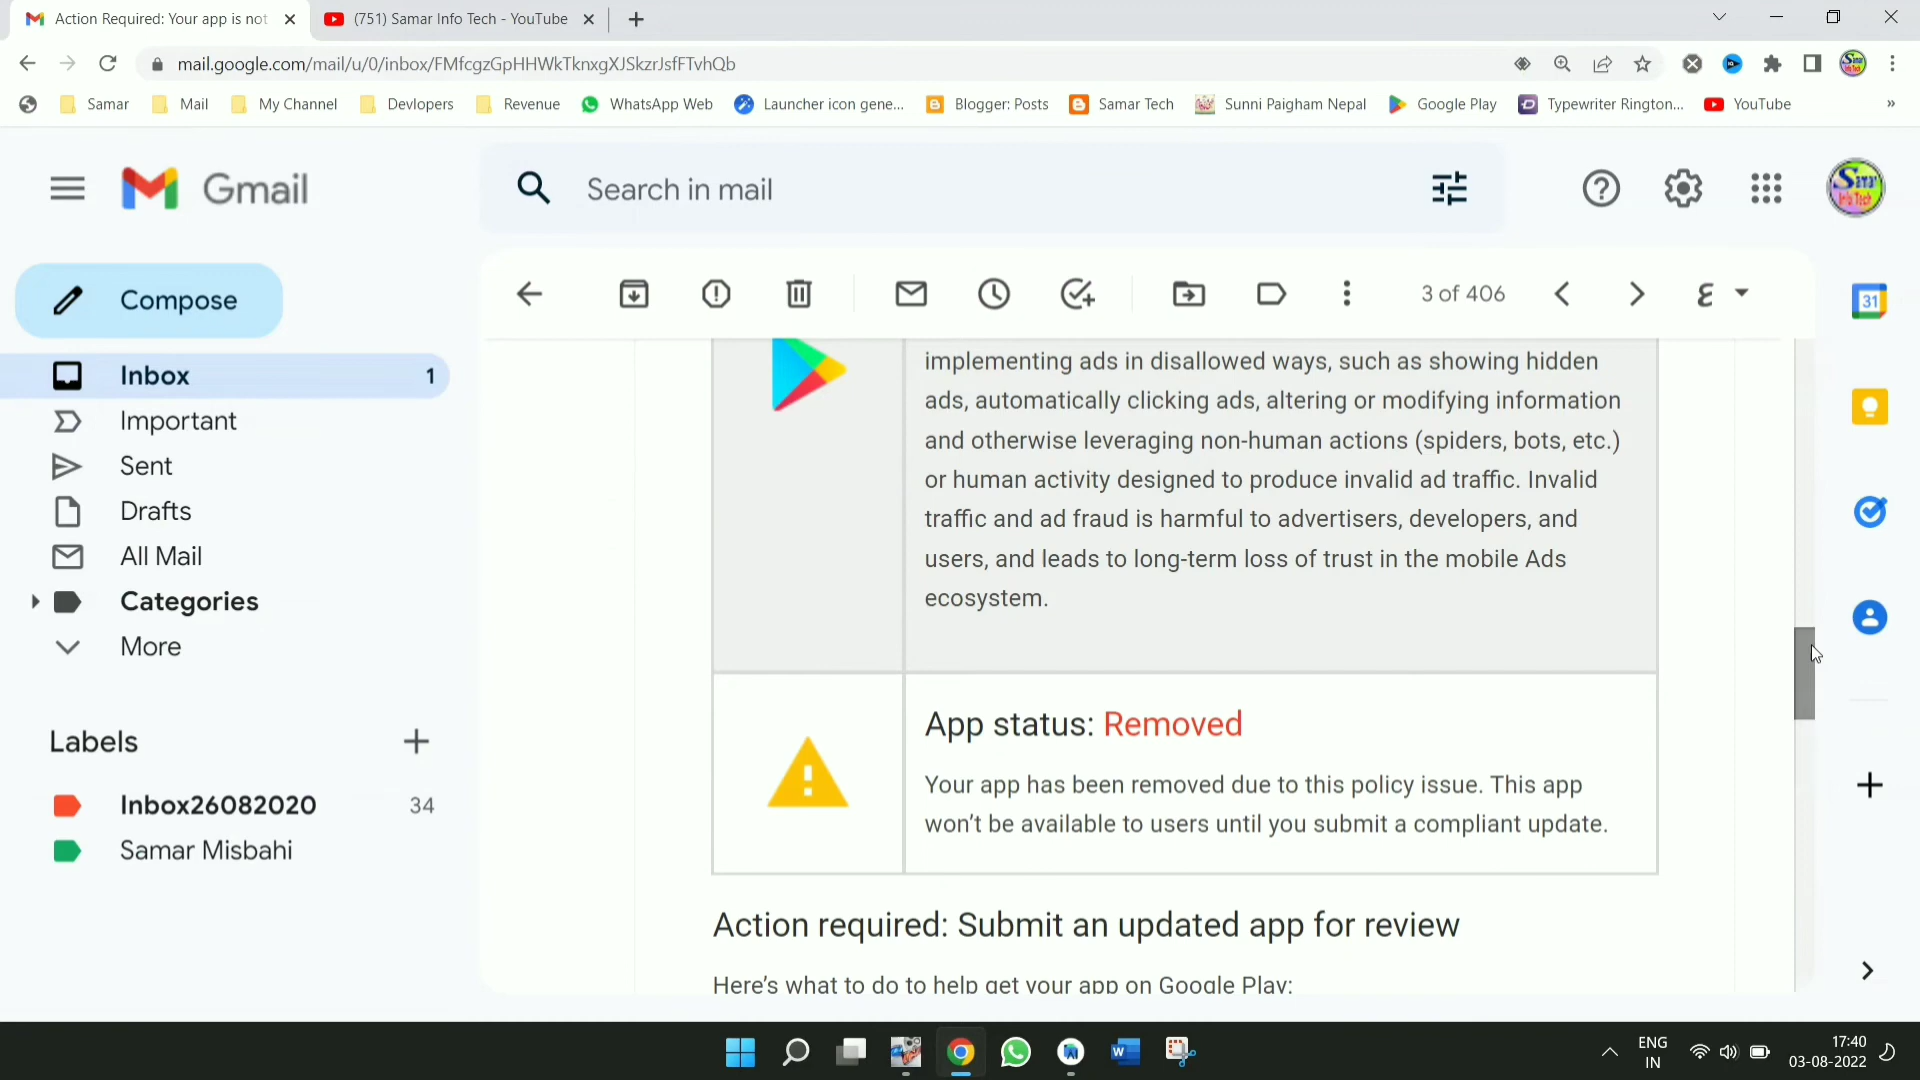 Action Required: Your app is not
(751) Samar Info Tech - YouTube
mail.google.com/mail/u/0/inbox/FMfcgzGpHHWkTknxgXJSkzrJsfFTvhQb
Samar
Mail
My Channel
Devlopers
Revenue
WhatsApp Web
Launcher icon gene...
Blogger: Posts
Samar Tech
Sunni Paigham Nepal
Google Play
Typewriter Rington...
YouTube
»
Gmail
Search in mail
Samar
Info Tech
Compose
3 of 406
31
Inbox 1
Important
Sent
Drafts
All Mail
Categories
More
Labels
Inbox26082020 34
Samar Misbahi
implementing ads in disallowed ways, such as showing hidden
ads, automatically clicking ads, altering or modifying information
and otherwise leveraging non-human actions (spiders, bots, etc.)
or human activity designed to produce invalid ad traffic. Invalid
traffic and ad fraud is harmful to advertisers, developers, and
users, and leads to long-term loss of trust in the mobile Ads
ecosystem.
App status: Removed
Your app has been removed due to this policy issue. This app
won't be available to users until you submit a compliant update.
Action required: Submit an updated app for review
Here's what to do to help get your app on Google Play:
ENG
IN
17:40
03-08-2022